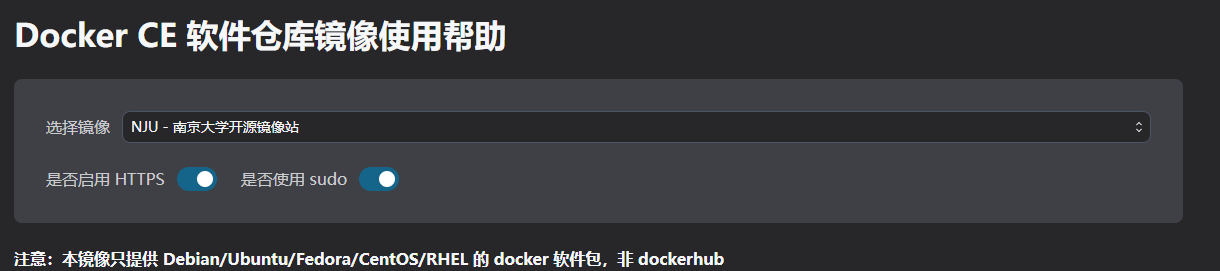 Docker CE 软件仓库镜像使用帮助
选择镜像 NJU - 南京大学开源镜像站
是否启用 HTTPS 是否使用 sudo
注意：本镜像只提供 Debian/Ubuntu/Fedora/CentOS/RHEL 的 docker 软件包，非 dockerhub